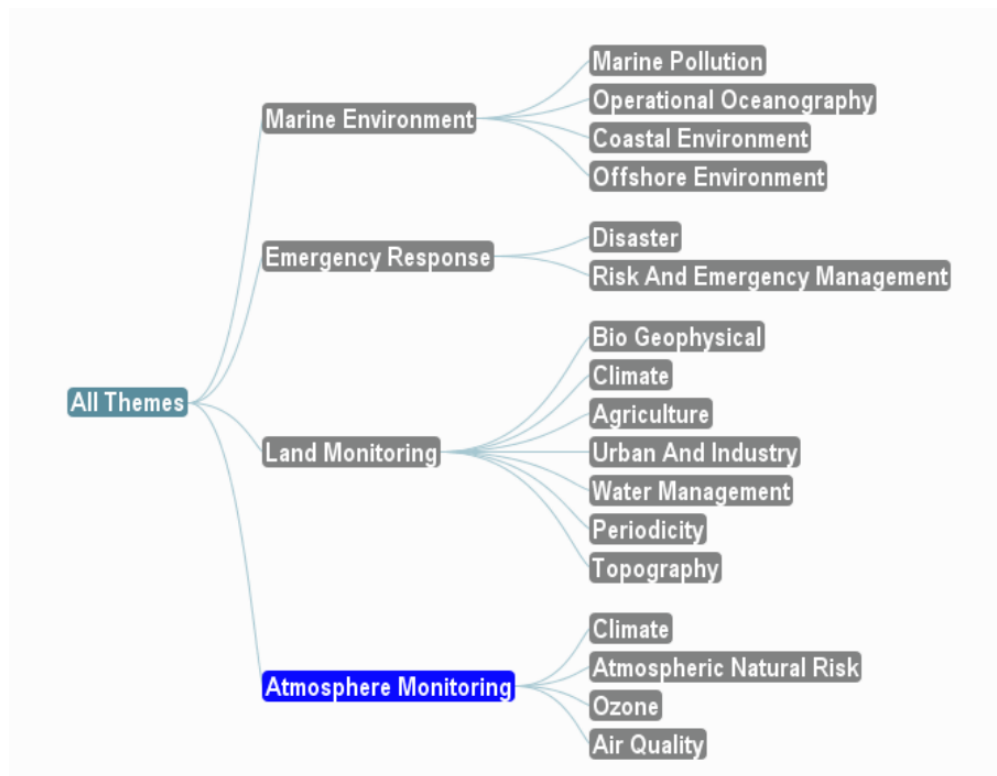 All Themes
Marine Environment
Marine Pollution
Operational Oceanography
Coastal Environment
Offshore Environment
Emergency Response
Disaster
Risk And Emergency Management
Land Monitoring
Bio Geophysical
Climate
Agriculture
Urban And Industry
Water Management
Periodicity
Topography
Atmosphere Monitoring
Climate
Atmospheric Natural Risk
Ozone
Air Quality